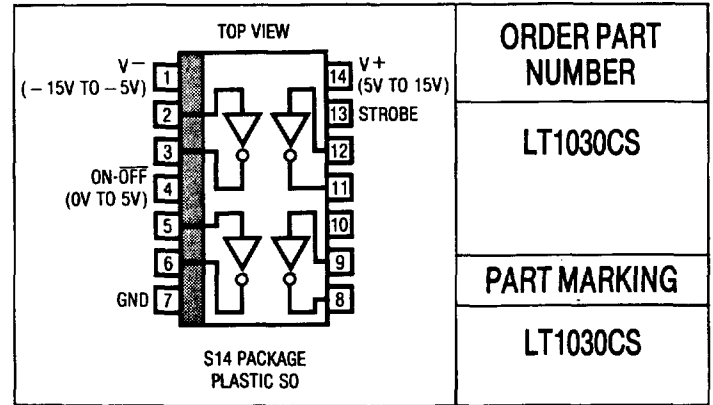 TOP VIEW
V−
(−15V TO −5V)
1
2
3
ON-O̅F̅F̅
(0V TO 5V)
4
5
6
GND
7
V+
(5V TO 15V)
14
13
STROBE
12
11
10
9
8
S14 PACKAGE
PLASTIC SO
ORDER PART
NUMBER
LT1030CS
PART MARKING
LT1030CS